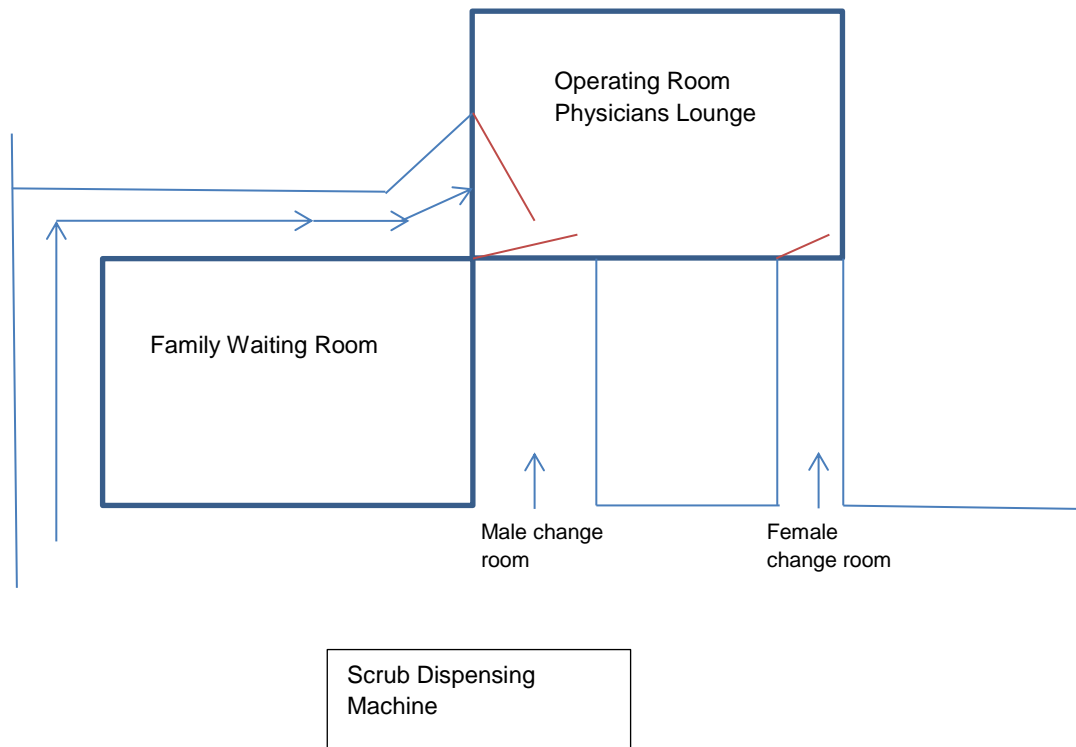 Operating Room
Physicians Lounge
Family Waiting Room
Male change
room
Female
change room
Scrub Dispensing
Machine